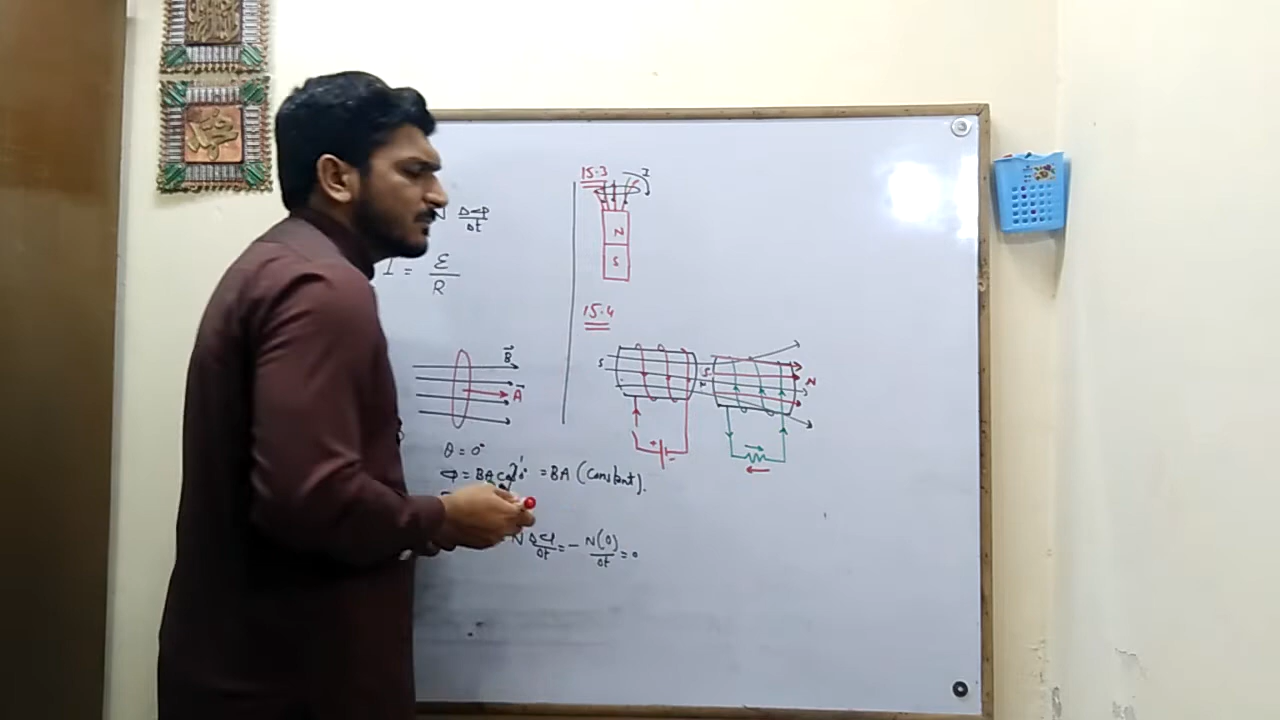 N Δφ/Δt
I = ε/R
B
A
θ = 0°
φ = BA cos 0° = BA (Constant).
N Δφ/Δt = - N(0)/Δt = 0
15.3
I
N
S
15.4
S
S
N
N
+ -